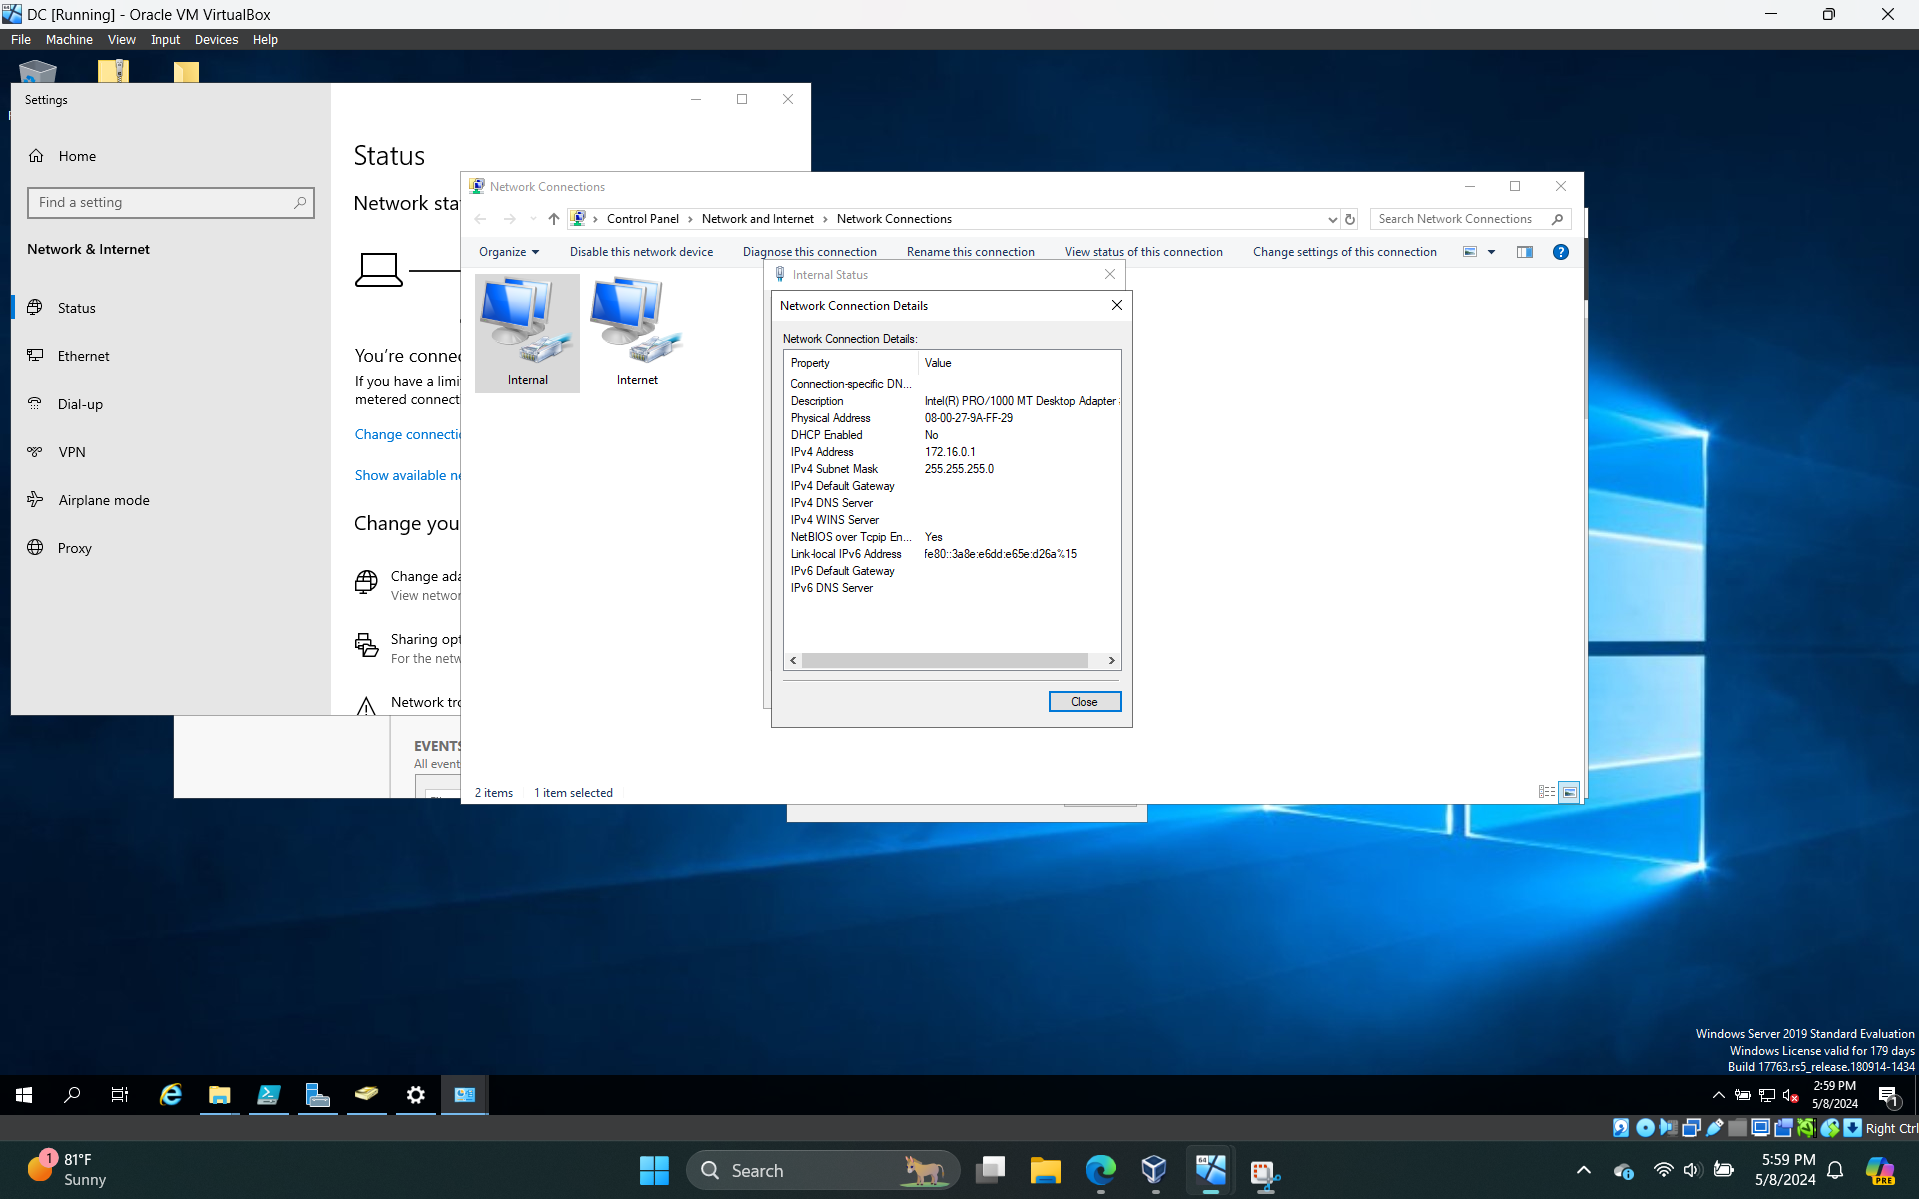 DC [Running] - Oracle VM VirtualBox
File Machine View Input Devices Help
Settings
Home
Find a setting
Network & Internet
Status
Ethernet
Dial-up
VPN
Airplane mode
Proxy
Status
Network sta
You're connec
If you have a limi
metered connect
Change connecti
Show available ne
Change you
Change ada
View networ
Sharing opt
For the netw
Network tro
EVENTS
All event
Network Connections
Control Panel › Network and Internet › Network Connections
Search Network Connections
Organize
Disable this network device
Diagnose this connection
Rename this connection
View status of this connection
Change settings of this connection
Internal
Internet
2 items
1 item selected
Internal Status
Network Connection Details
Network Connection Details:
Property Value
Connection-specific DN...
Description Intel(R) PRO/1000 MT Desktop Adapter
Physical Address 08-00-27-9A-FF-29
DHCP Enabled No
IPv4 Address 172.16.0.1
IPv4 Subnet Mask 255.255.255.0
IPv4 Default Gateway
IPv4 DNS Server
IPv4 WINS Server
NetBIOS over Tcpip En... Yes
Link-local IPv6 Address fe80::3a8e:e6dd:e65e:d26a%15
IPv6 Default Gateway
IPv6 DNS Server
Close
Windows Server 2019 Standard Evaluation
Windows License valid for 179 days
Build 17763.rs5_release.180914-1434
2:59 PM
5/8/2024
1
Right Ctrl
1
81°F
Sunny
Search
64
5:59 PM
5/8/2024
PRE